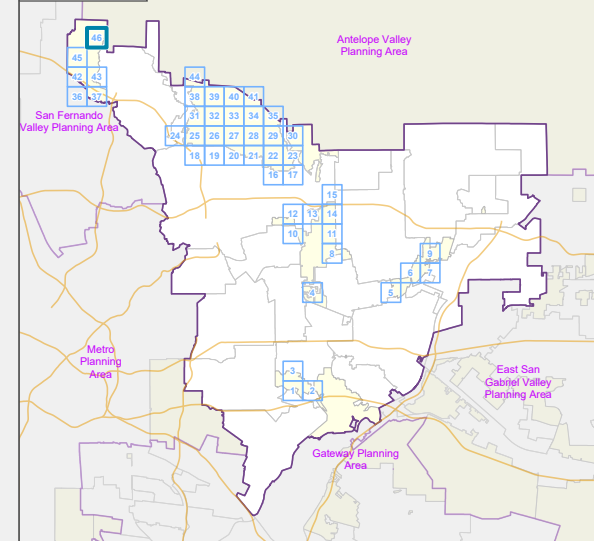 Antelope Valley
Planning Area
46
45
42 43
36 37
San Fernando
Valley Planning Area
44
38 39 40 41
31 32 33 34 35
24 25 26 27 28 29 30
18 19 20 21 22 23
16 17
15
12 13 14
10 11
8 9
6 7
4 5
Metro
Planning
Area
3
1 2
East San
Gabriel Valley
Planning Area
Gateway Planning
Area